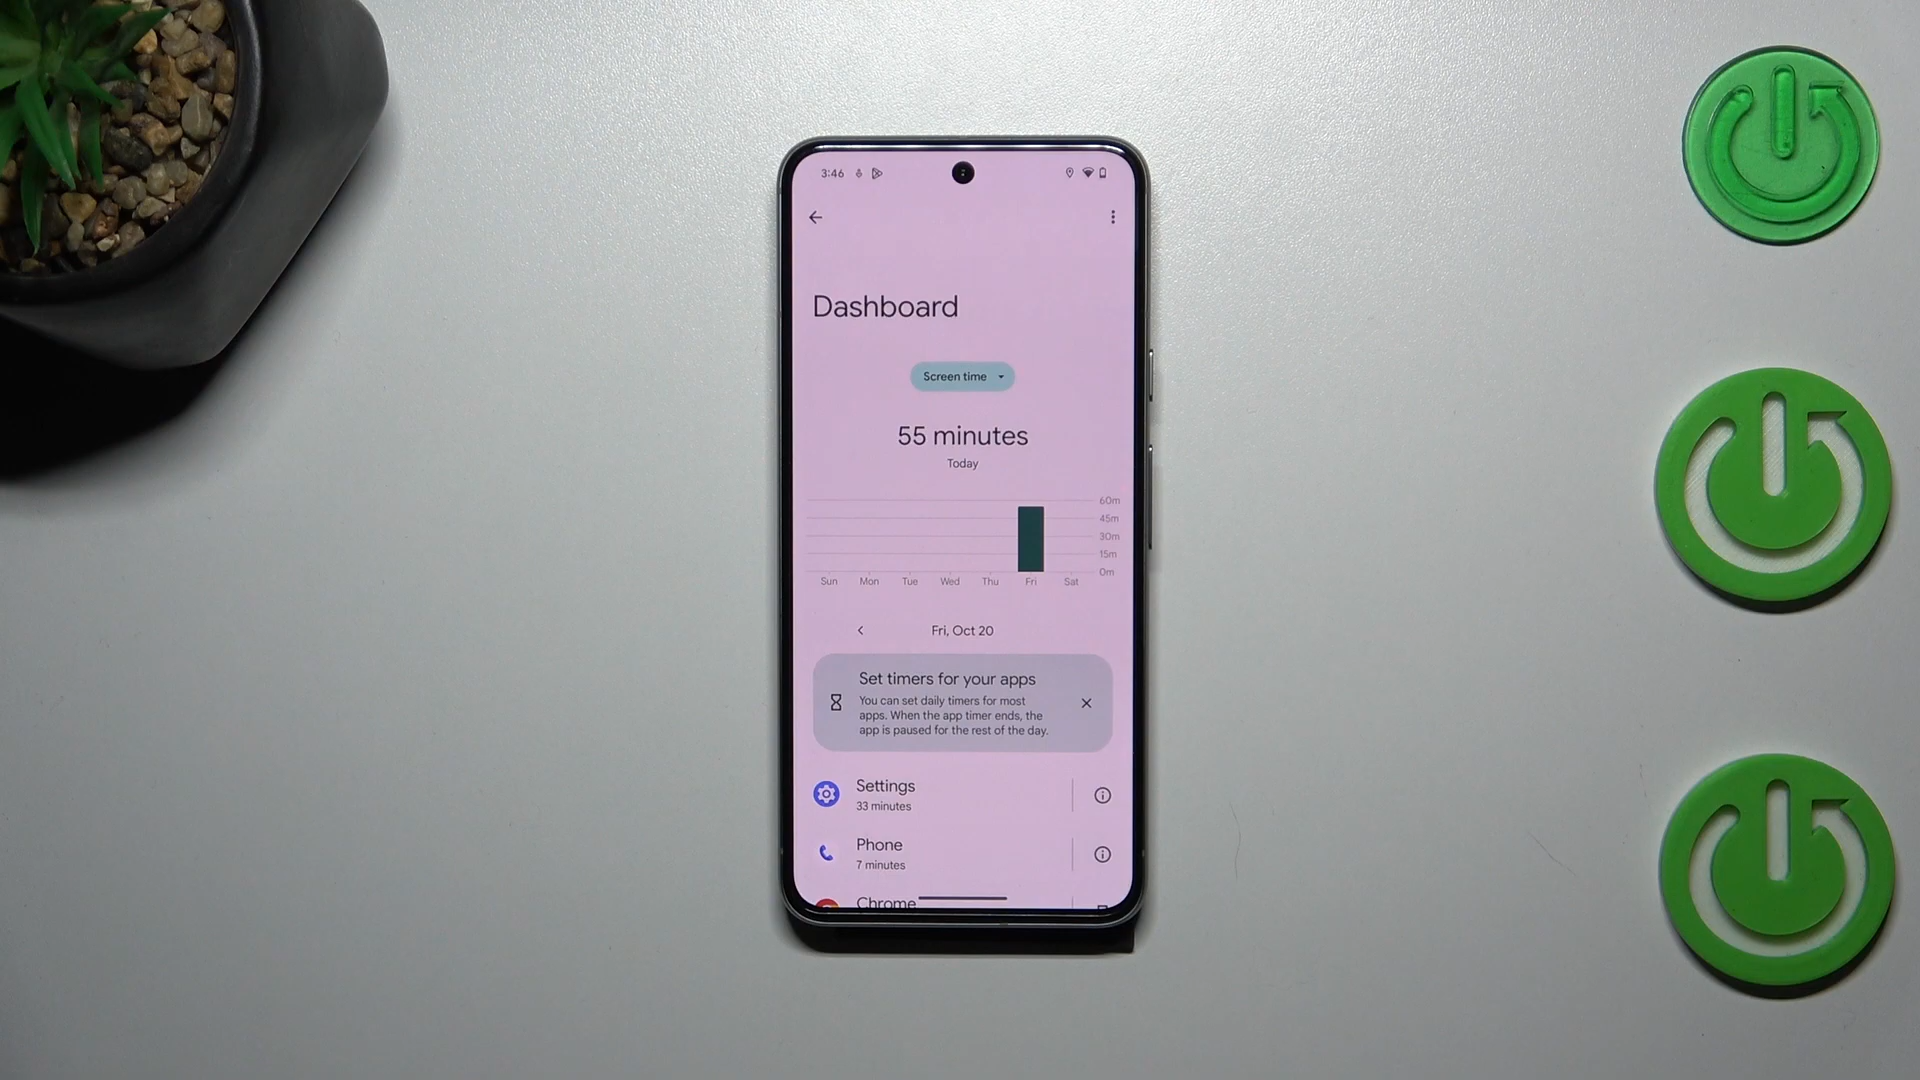 3:46
Dashboard
Screen time
55 minutes
Today
60m
45m
30m
15m
0m
Sun Mon Tue Wed Thu Fri Sat
Fri, Oct 20
Set timers for your apps
You can set daily timers for most
apps. When the app timer ends, the
app is paused for the rest of the day.
Settings
33 minutes
Phone
7 minutes
Chrome